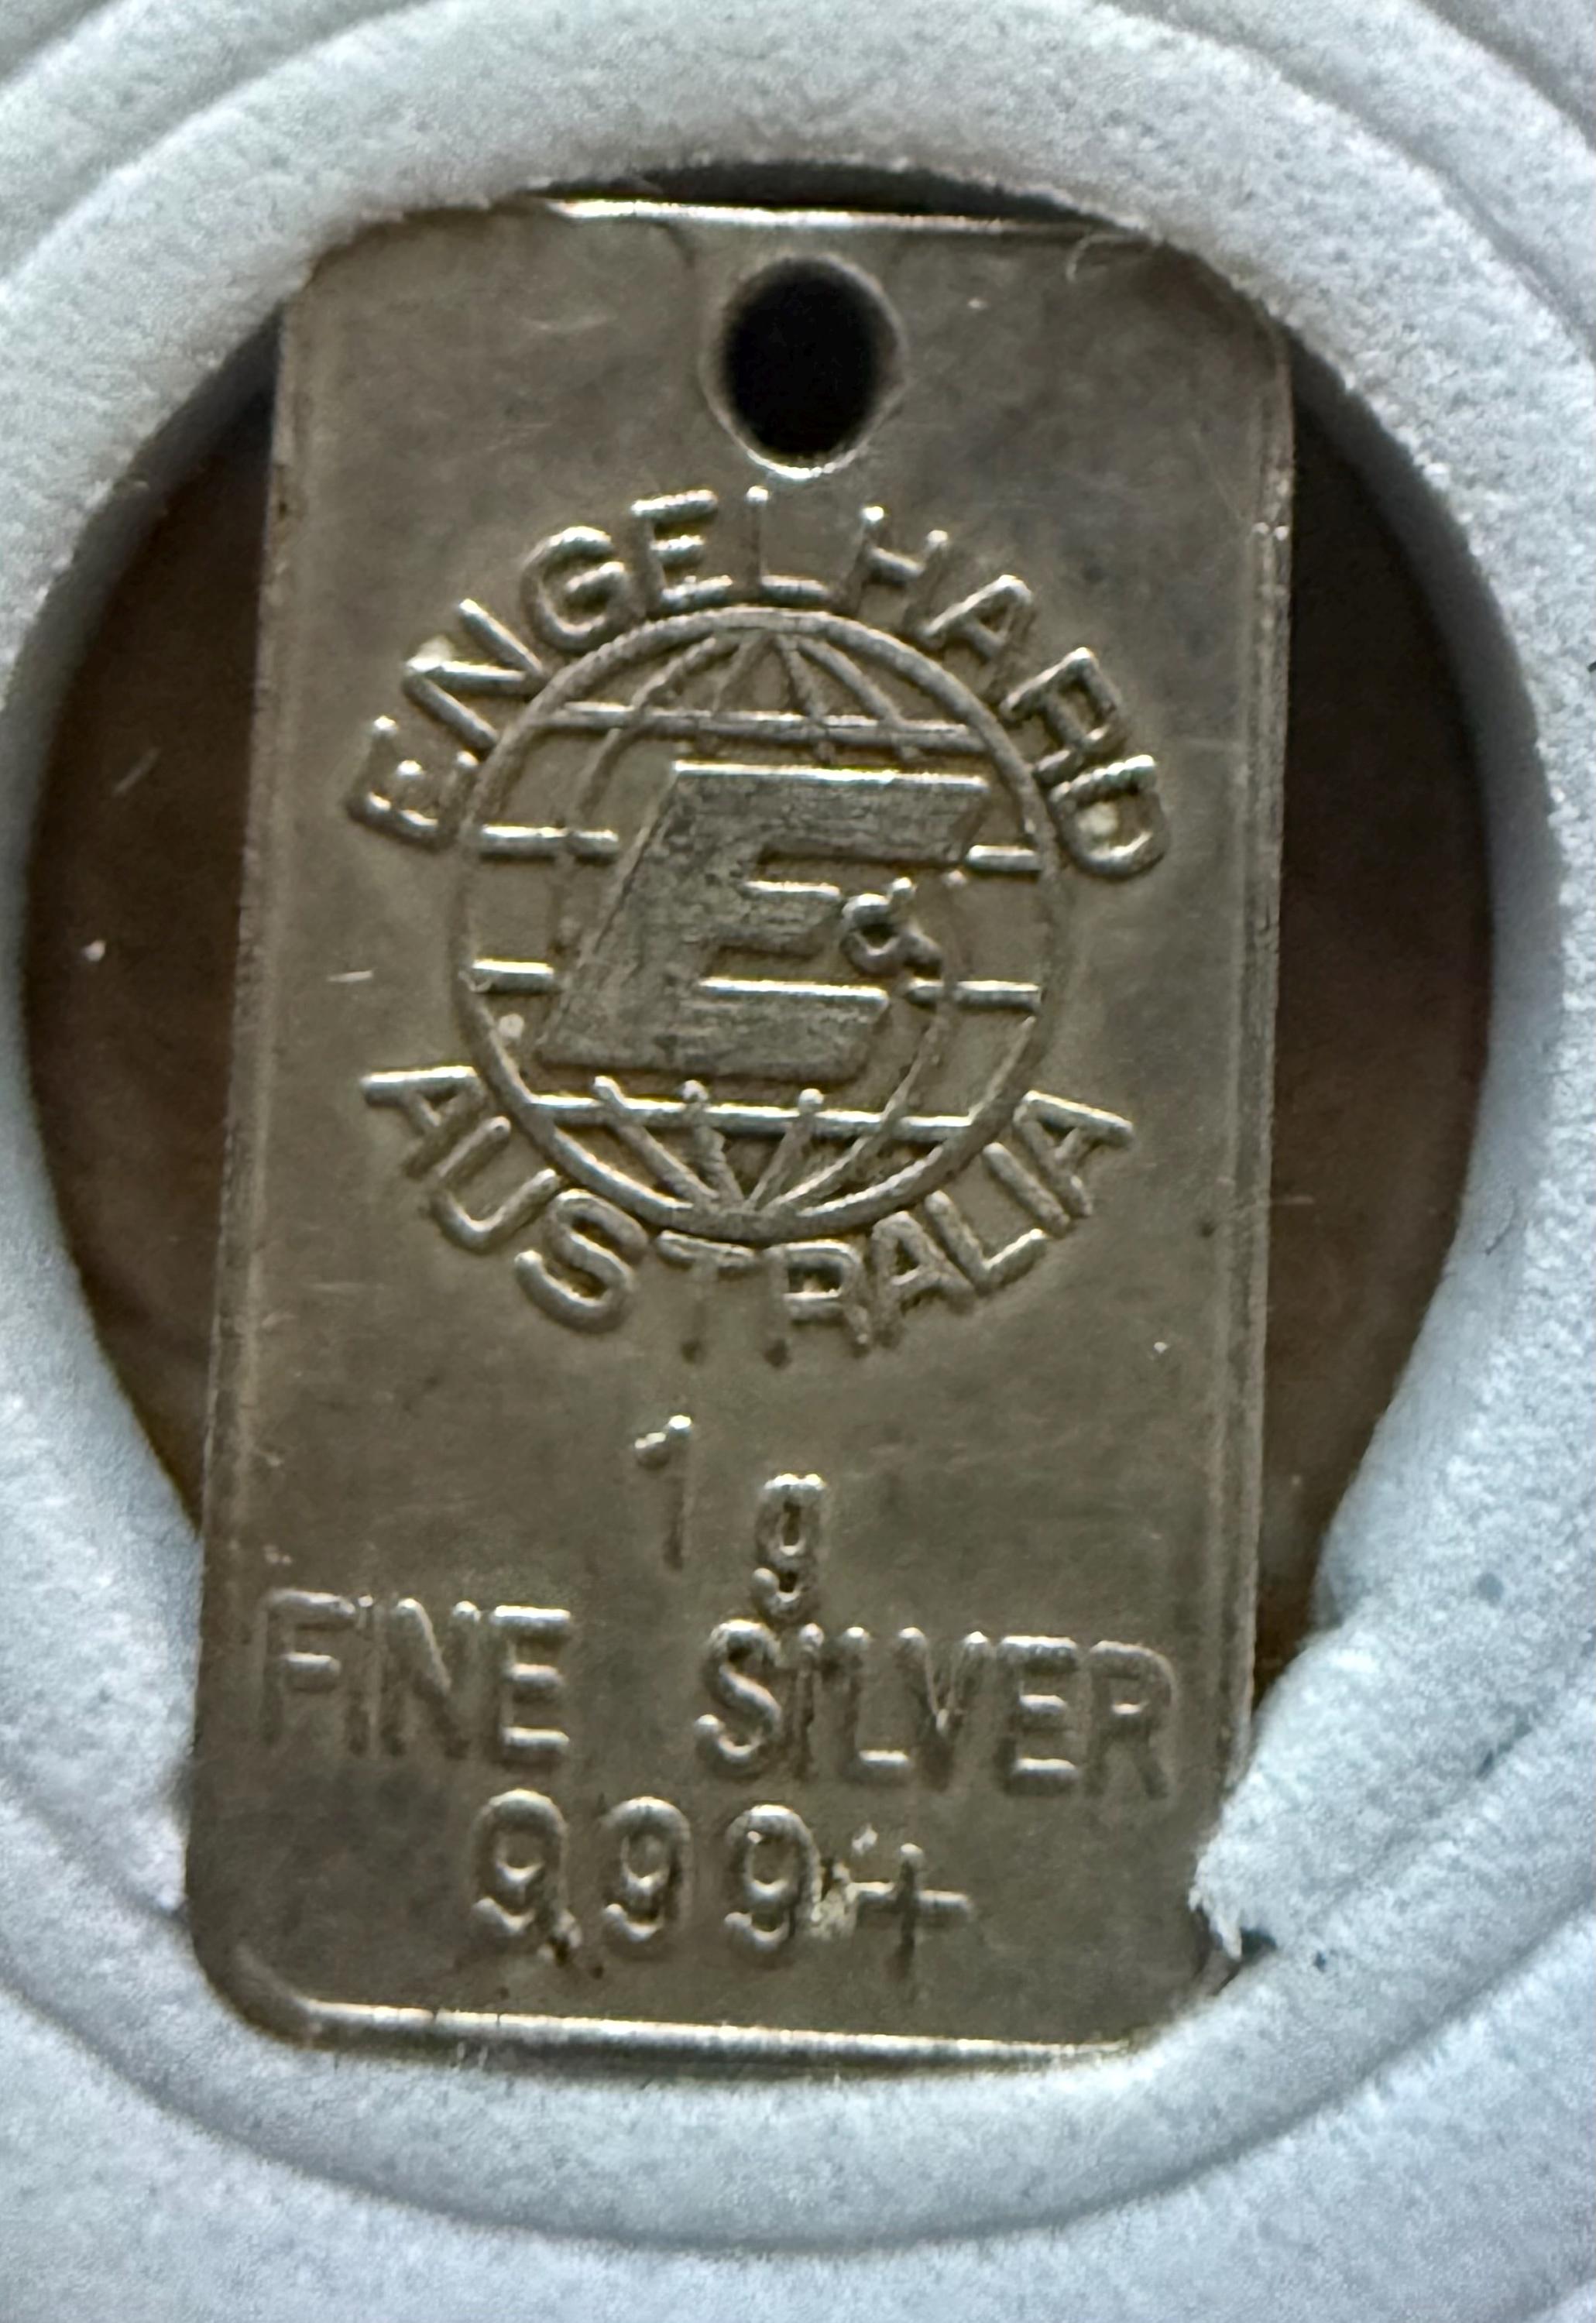 ENGELHARD
E
AUSTRALIA
1 g
FINE SILVER
999+